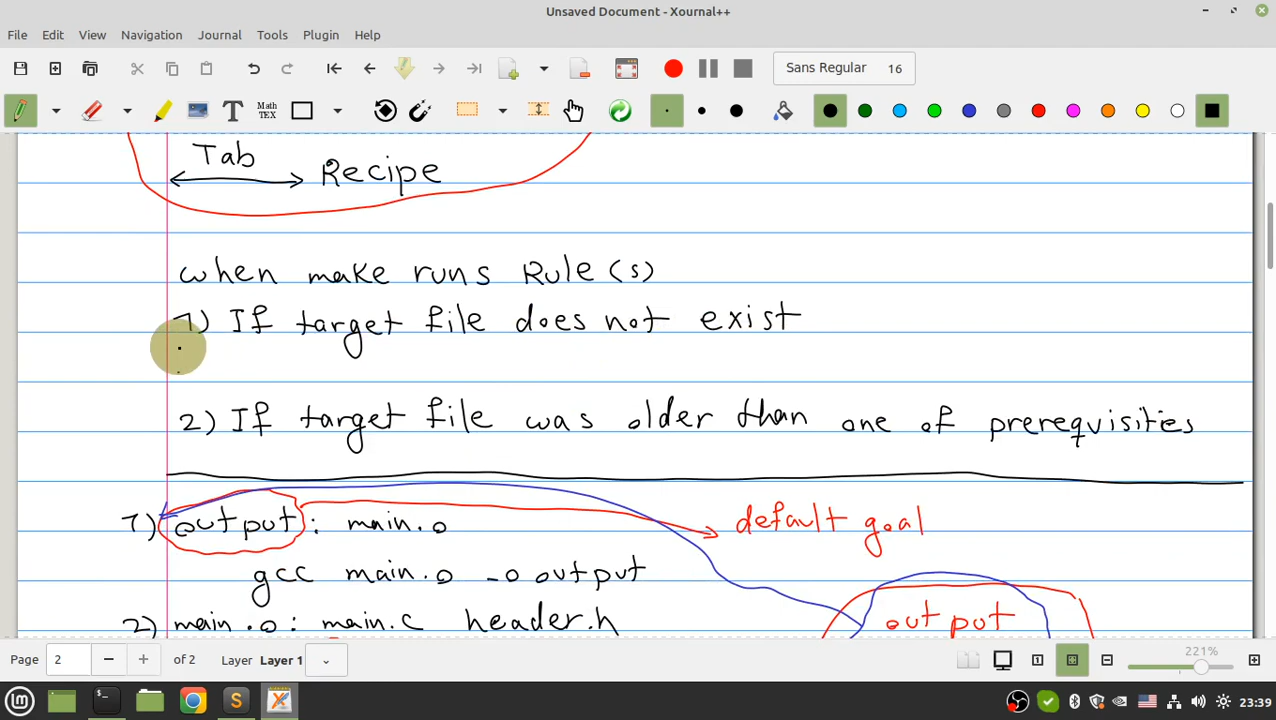 Unsaved Document - Xournal++
File Edit View Navigation Journal Tools Plugin Help
Sans Regular 16
T Math TEX
Tab
Recipe
when make runs Rule(s)
1) If target file does not exist
2) If target file was older than one of prerequisities
1) output: main.o
default goal
gcc main.o -o output
2) main.o: main.c header.h
output
Page 2 of 2 Layer Layer 1 221%
23:39